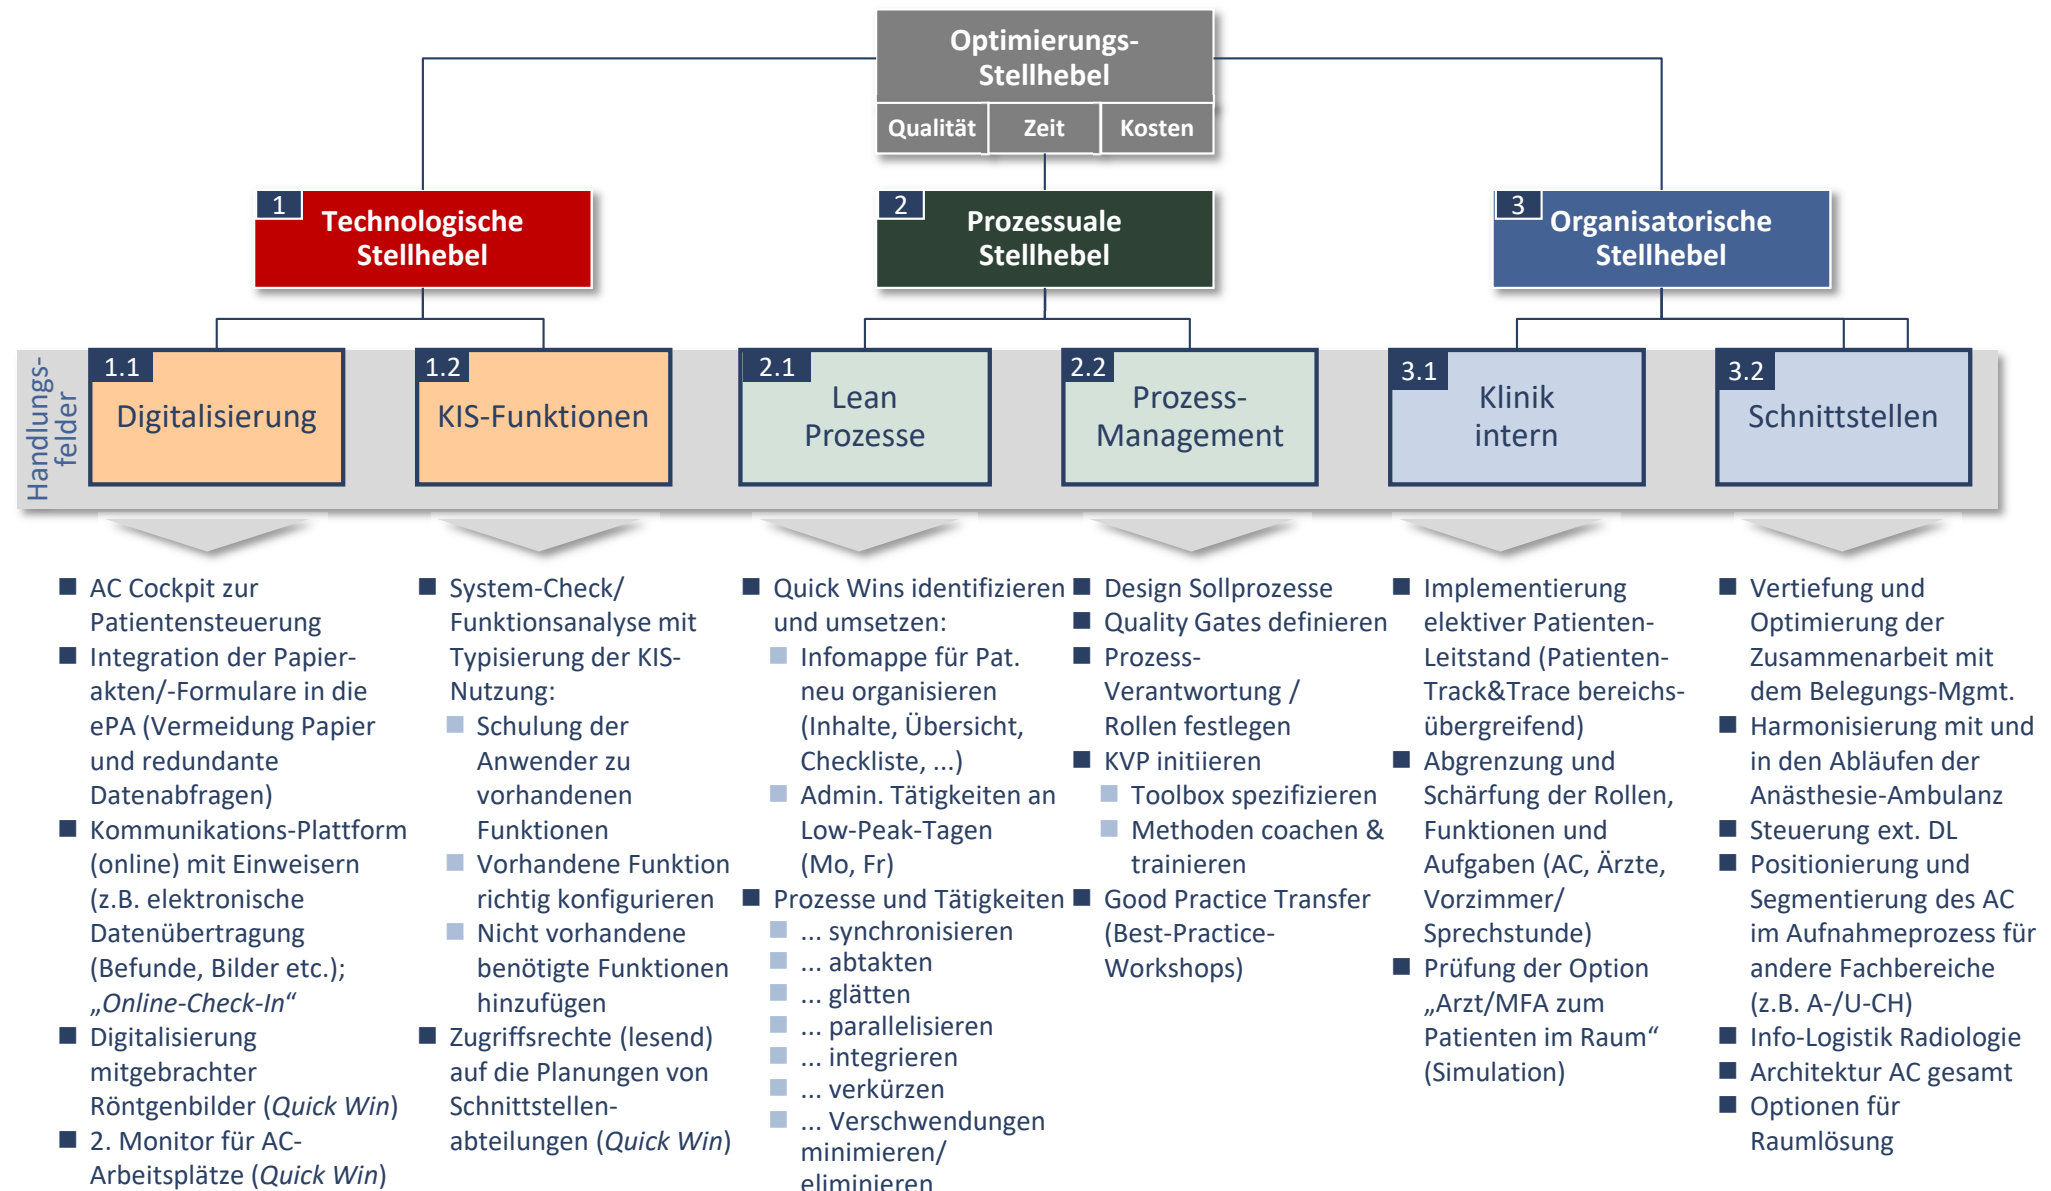 Optimierungs-
Stellhebel
Qualität
Zeit
Kosten
1
Technologische
Stellhebel
2
Prozessuale
Stellhebel
3
Organisatorische
Stellhebel
Handlungs-
felder
1.1
Digitalisierung
1.2
KIS-Funktionen
2.1
Lean
Prozesse
2.2
Prozess-
Management
3.1
Klinik
intern
3.2
Schnittstellen
AC Cockpit zur
Patientensteuerung
Integration der Papier-
akten/-Formulare in die
ePA (Vermeidung Papier
und redundante
Datenabfragen)
Kommunikations-Plattform
(online) mit Einweisern
(z.B. elektronische
Datenübertragung
(Befunde, Bilder etc.);
„Online-Check-In“
Digitalisierung
mitgebrachter
Röntgenbilder (Quick Win)
2. Monitor für AC-
Arbeitsplätze (Quick Win)
System-Check/
Funktionsanalyse mit
Typisierung der KIS-
Nutzung:
Schulung der
Anwender zu
vorhandenen
Funktionen
Vorhandene Funktion
richtig konfigurieren
Nicht vorhandene
benötigte Funktionen
hinzufügen
Zugriffsrechte (lesend)
auf die Planungen von
Schnittstellen-
abteilungen (Quick Win)
Quick Wins identifizieren
und umsetzen:
Infomappe für Pat.
neu organisieren
(Inhalte, Übersicht,
Checkliste, ...)
Admin. Tätigkeiten an
Low-Peak-Tagen
(Mo, Fr)
Prozesse und Tätigkeiten
... synchronisieren
... abtakten
... glätten
... parallelisieren
... integrieren
... verkürzen
... Verschwendungen
minimieren/
eliminieren
Design Sollprozesse
Quality Gates definieren
Prozess-
Verantwortung /
Rollen festlegen
KVP initiieren
Toolbox spezifizieren
Methoden coachen &
trainieren
Good Practice Transfer
(Best-Practice-
Workshops)
Implementierung
elektiver Patienten-
Leitstand (Patienten-
Track&Trace bereichs-
übergreifend)
Abgrenzung und
Schärfung der Rollen,
Funktionen und
Aufgaben (AC, Ärzte,
Vorzimmer/
Sprechstunde)
Prüfung der Option
„Arzt/MFA zum
Patienten im Raum“
(Simulation)
Vertiefung und
Optimierung der
Zusammenarbeit mit
dem Belegungs-Mgmt.
Harmonisierung mit und
in den Abläufen der
Anästhesie-Ambulanz
Steuerung ext. DL
Positionierung und
Segmentierung des AC
im Aufnahmeprozess für
andere Fachbereiche
(z.B. A-/U-CH)
Info-Logistik Radiologie
Architektur AC gesamt
Optionen für
Raumlösung